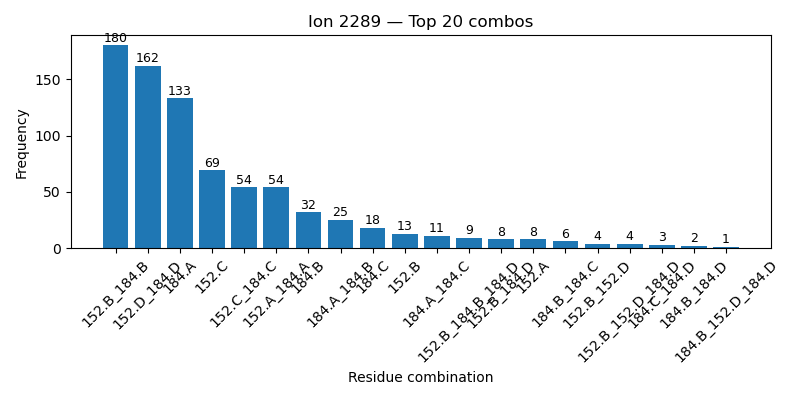 Ion 2289 — Top 20 combos
Frequency
150
100
50
0
180
162
133
69
54
54
32
25
18
13
11
9
8
8
6
4
4
3
2
1
152.B_184.B
152.D_184.D
184.A
152.C
152.C_184.C
152.A_184.A
184.B
184.A_184.B
184.C
152.B
184.A_184.C
152.B_184.B_184.D
152.B_184.D
152.A
184.B_184.C
152.B_152.D
152.B_152.D_184.D
184.C_184.D
184.B_184.D
184.B_152.D_184.D
Residue combination